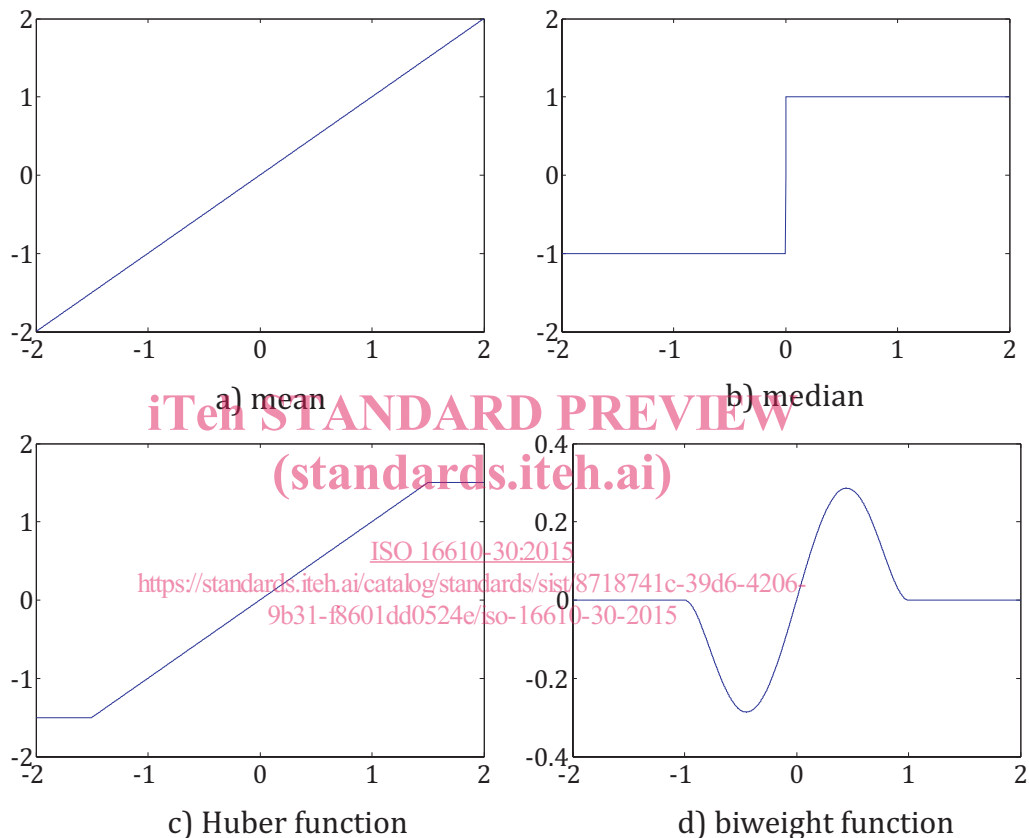 2
1
0
-1
-2
-2 -1 0 1 2
a) mean
2
1
0
-1
-2
-2 -1 0 1 2
b) median
iTeh STANDARD PREVIEW
(standards.iteh.ai)
ISO 16610-30:2015
https://standards.iteh.ai/catalog/standards/sist/8718741c-39d6-4206-
9b31-f8601dd0524e/iso-16610-30-2015
2
1
0
-1
-2
-2 -1 0 1 2
c) Huber function
0.4
0.2
0
-0.2
-0.4
-2 -1 0 1 2
d) biweight function